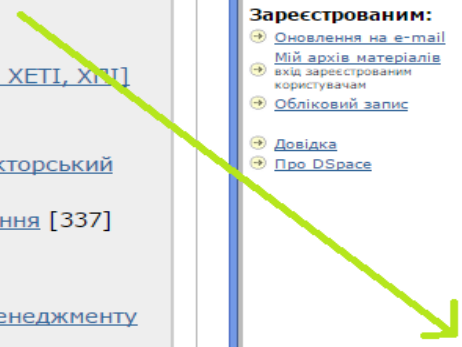 ХЕТІ, ХПІ]
кторський
ння [337]
енеджменту
Зареєстрованим:
Оновлення на e-mail
Мій архів матеріалів
вхід зареєстрованим
користувачам
Обліковий запис
Довідка
Про DSpace